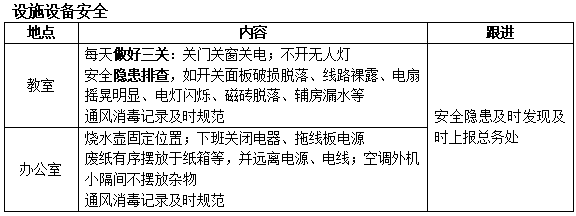 设施设备安全
地点 内容 跟进
每天做好三关：关门关窗关电；不开无人灯
安全隐患排查，如开关面板破损脱落、线路裸露、电扇
摇晃明显、电灯闪烁、磁砖脱落、辅房漏水等
通风消毒记录及时规范
教室
烧水壶固定位置；下班关闭电器、拖线板电源
废纸有序摆放于纸箱等，并远离电源、电线；空调外机
小隔间不摆放杂物
通风消毒记录及时规范
办公室
安全隐患及时发现及
时上报总务处